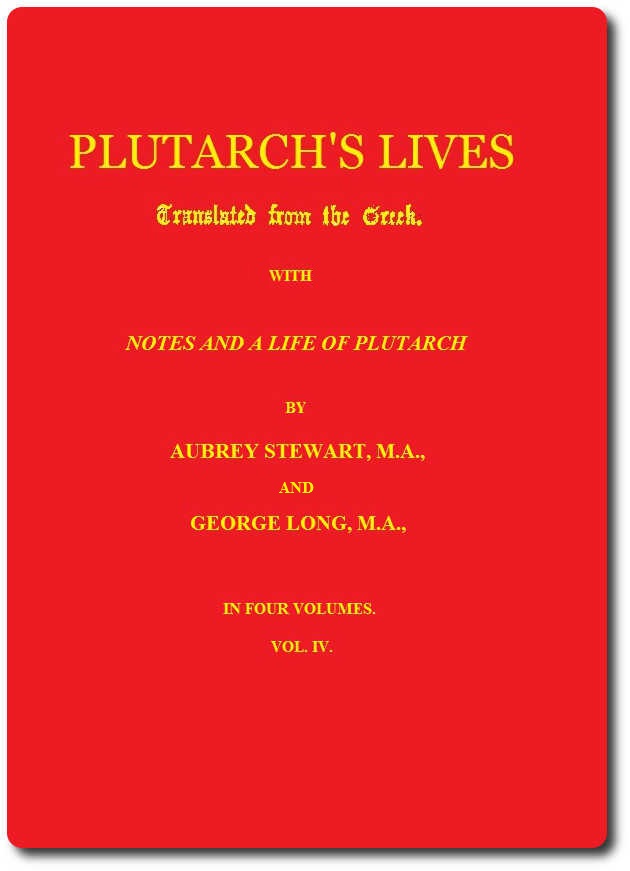 PLUTARCH'S LIVES
Translated from the Greek.
WITH
NOTES AND A LIFE OF PLUTARCH
BY
AUBREY STEWART, M.A.,
AND
GEORGE LONG, M.A.,
IN FOUR VOLUMES.
VOL. IV.